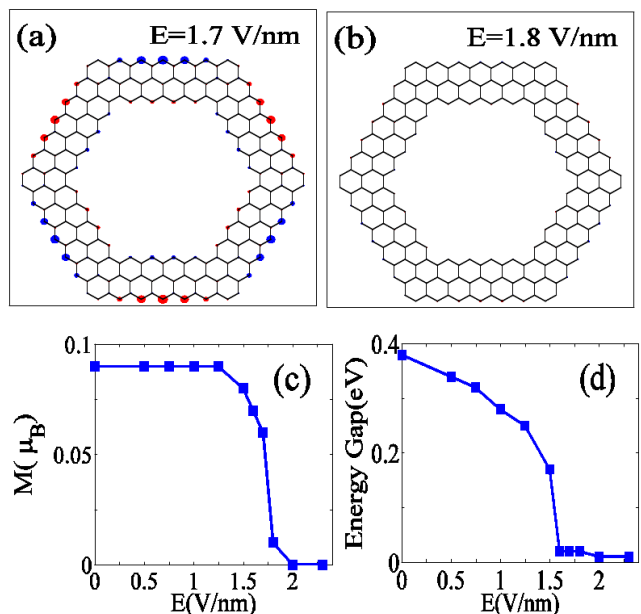 (a)
E=1.7 V/nm
(b)
E=1.8 V/nm
(c)
M( μB)
0.1
0.05
0
0 0.5 1 1.5 2
E(V/nm)
(d)
Energy Gap(eV)
0.4
0.2
0
0 0.5 1 1.5 2
E(V/nm)